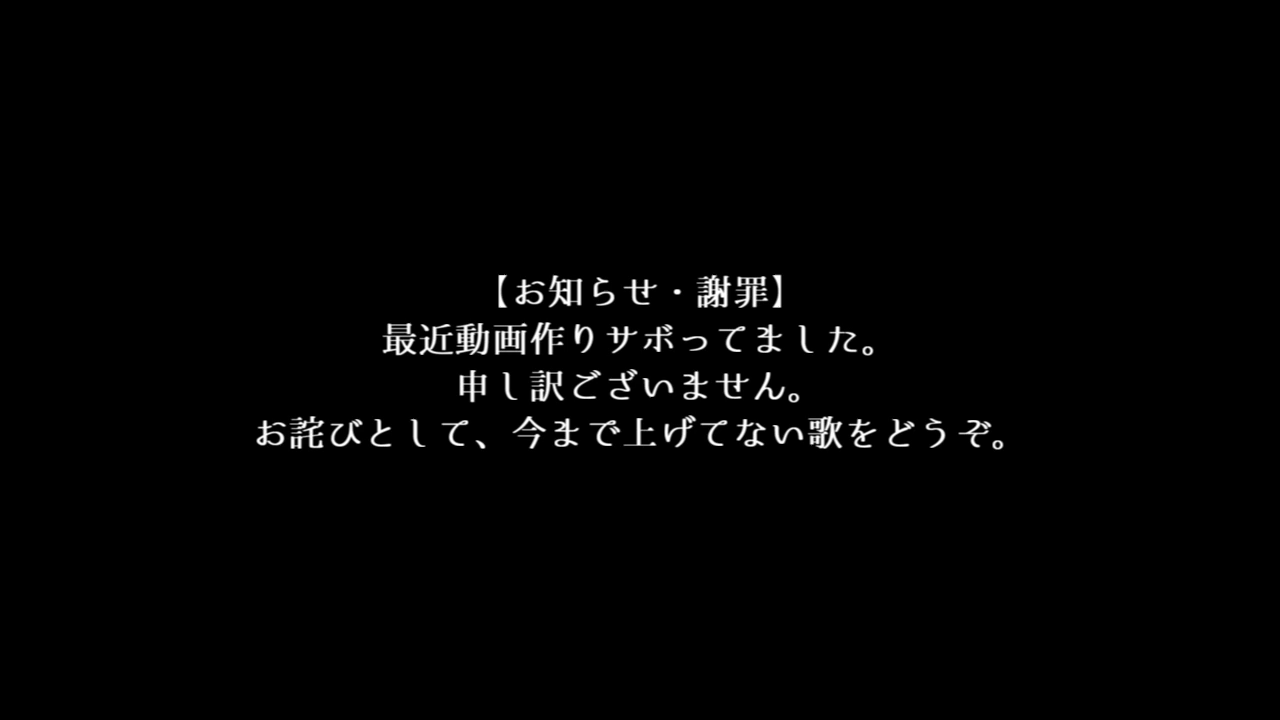 【お知らせ・謝罪】
最近動画作りサボってました。
申し訳ございません。
お詫びとして、今まで上げてない歌をどうぞ。